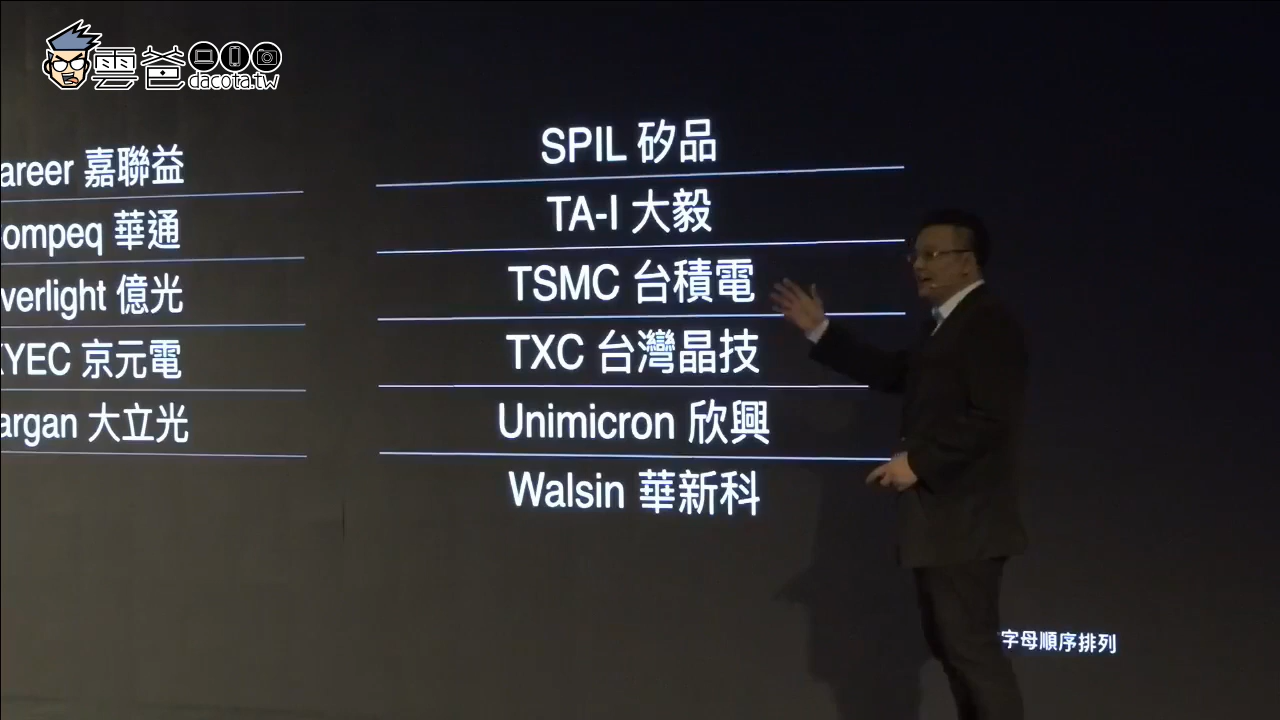 雲爸
dacota.tw
areer 嘉聯益
ompeq 華通
verlight 億光
YEC 京元電
argan 大立光
SPIL 矽品
TA-I 大毅
TSMC 台積電
TXC 台灣晶技
Unimicron 欣興
Walsin 華新科
字母順序排列